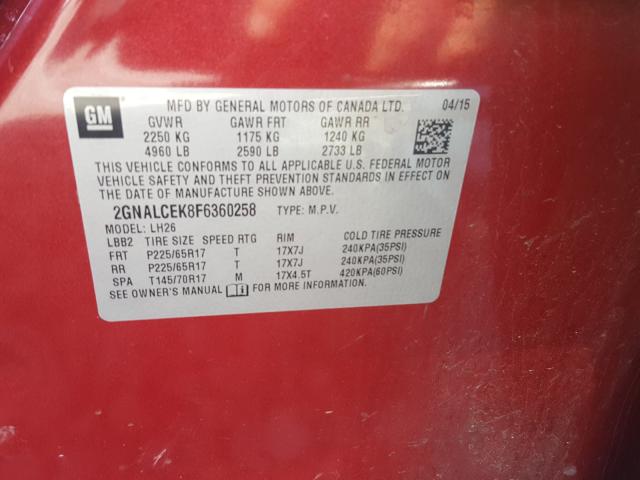 GM
MFD BY GENERAL MOTORS OF CANADA LTD. 04/15
GVWR GAWR FRT GAWR RR
2250 KG 1175 KG 1240 KG
4960 LB 2590 LB 2733 LB
THIS VEHICLE CONFORMS TO ALL APPLICABLE U.S. FEDERAL MOTOR
VEHICLE SAFETY AND THEFT PREVENTION STANDARDS IN EFFECT ON
THE DATE OF MANUFACTURE SHOWN ABOVE.
2GNALCEK8F6360258 TYPE: M.P.V.
MODEL: LH26
LBB2 TIRE SIZE SPEED RTG RIM COLD TIRE PRESSURE
FRT P225/65R17 T 17X7J 240KPA(35PSI)
RR P225/65R17 T 17X7J 240KPA(35PSI)
SPA T145/70R17 M 17X4.5T 420KPA(60PSI)
SEE OWNER'S MANUAL FOR MORE INFORMATION.